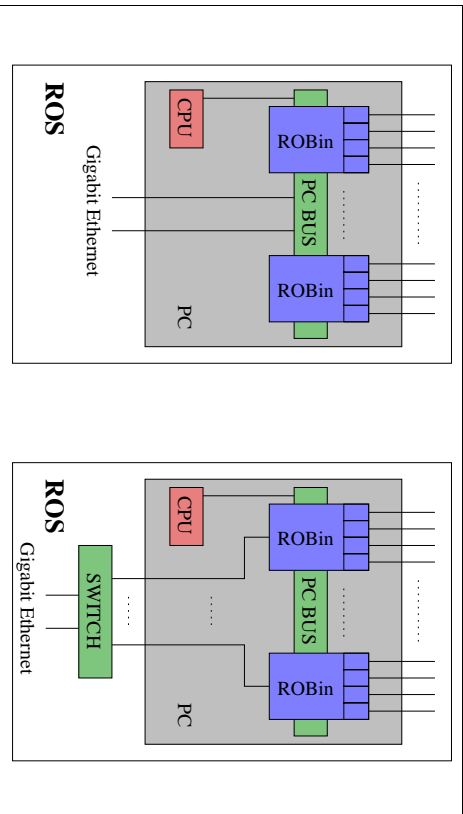 ROS
CPU
ROBin
PC BUS
ROBin
Gigabit Ethernet
PC
ROS
CPU
ROBin
PC BUS
ROBin
SWITCH
Gigabit Ethernet
PC